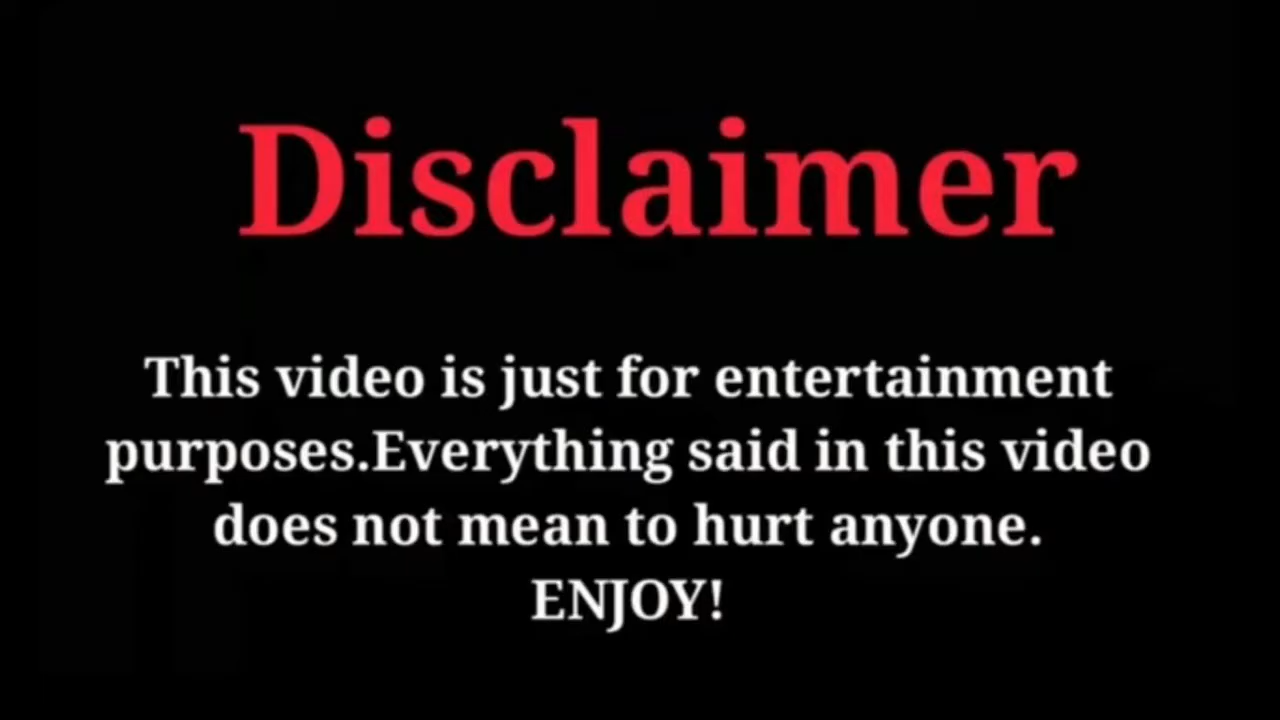 Disclaimer
This video is just for entertainment
purposes.Everything said in this video
does not mean to hurt anyone.
ENJOY!